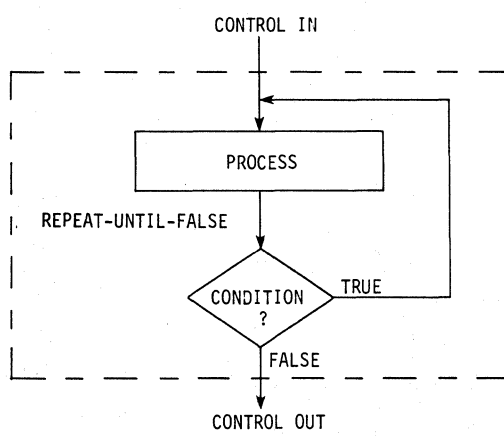 CONTROL IN
PROCESS
REPEAT-UNTIL-FALSE
CONDITION
?
TRUE
FALSE
CONTROL OUT